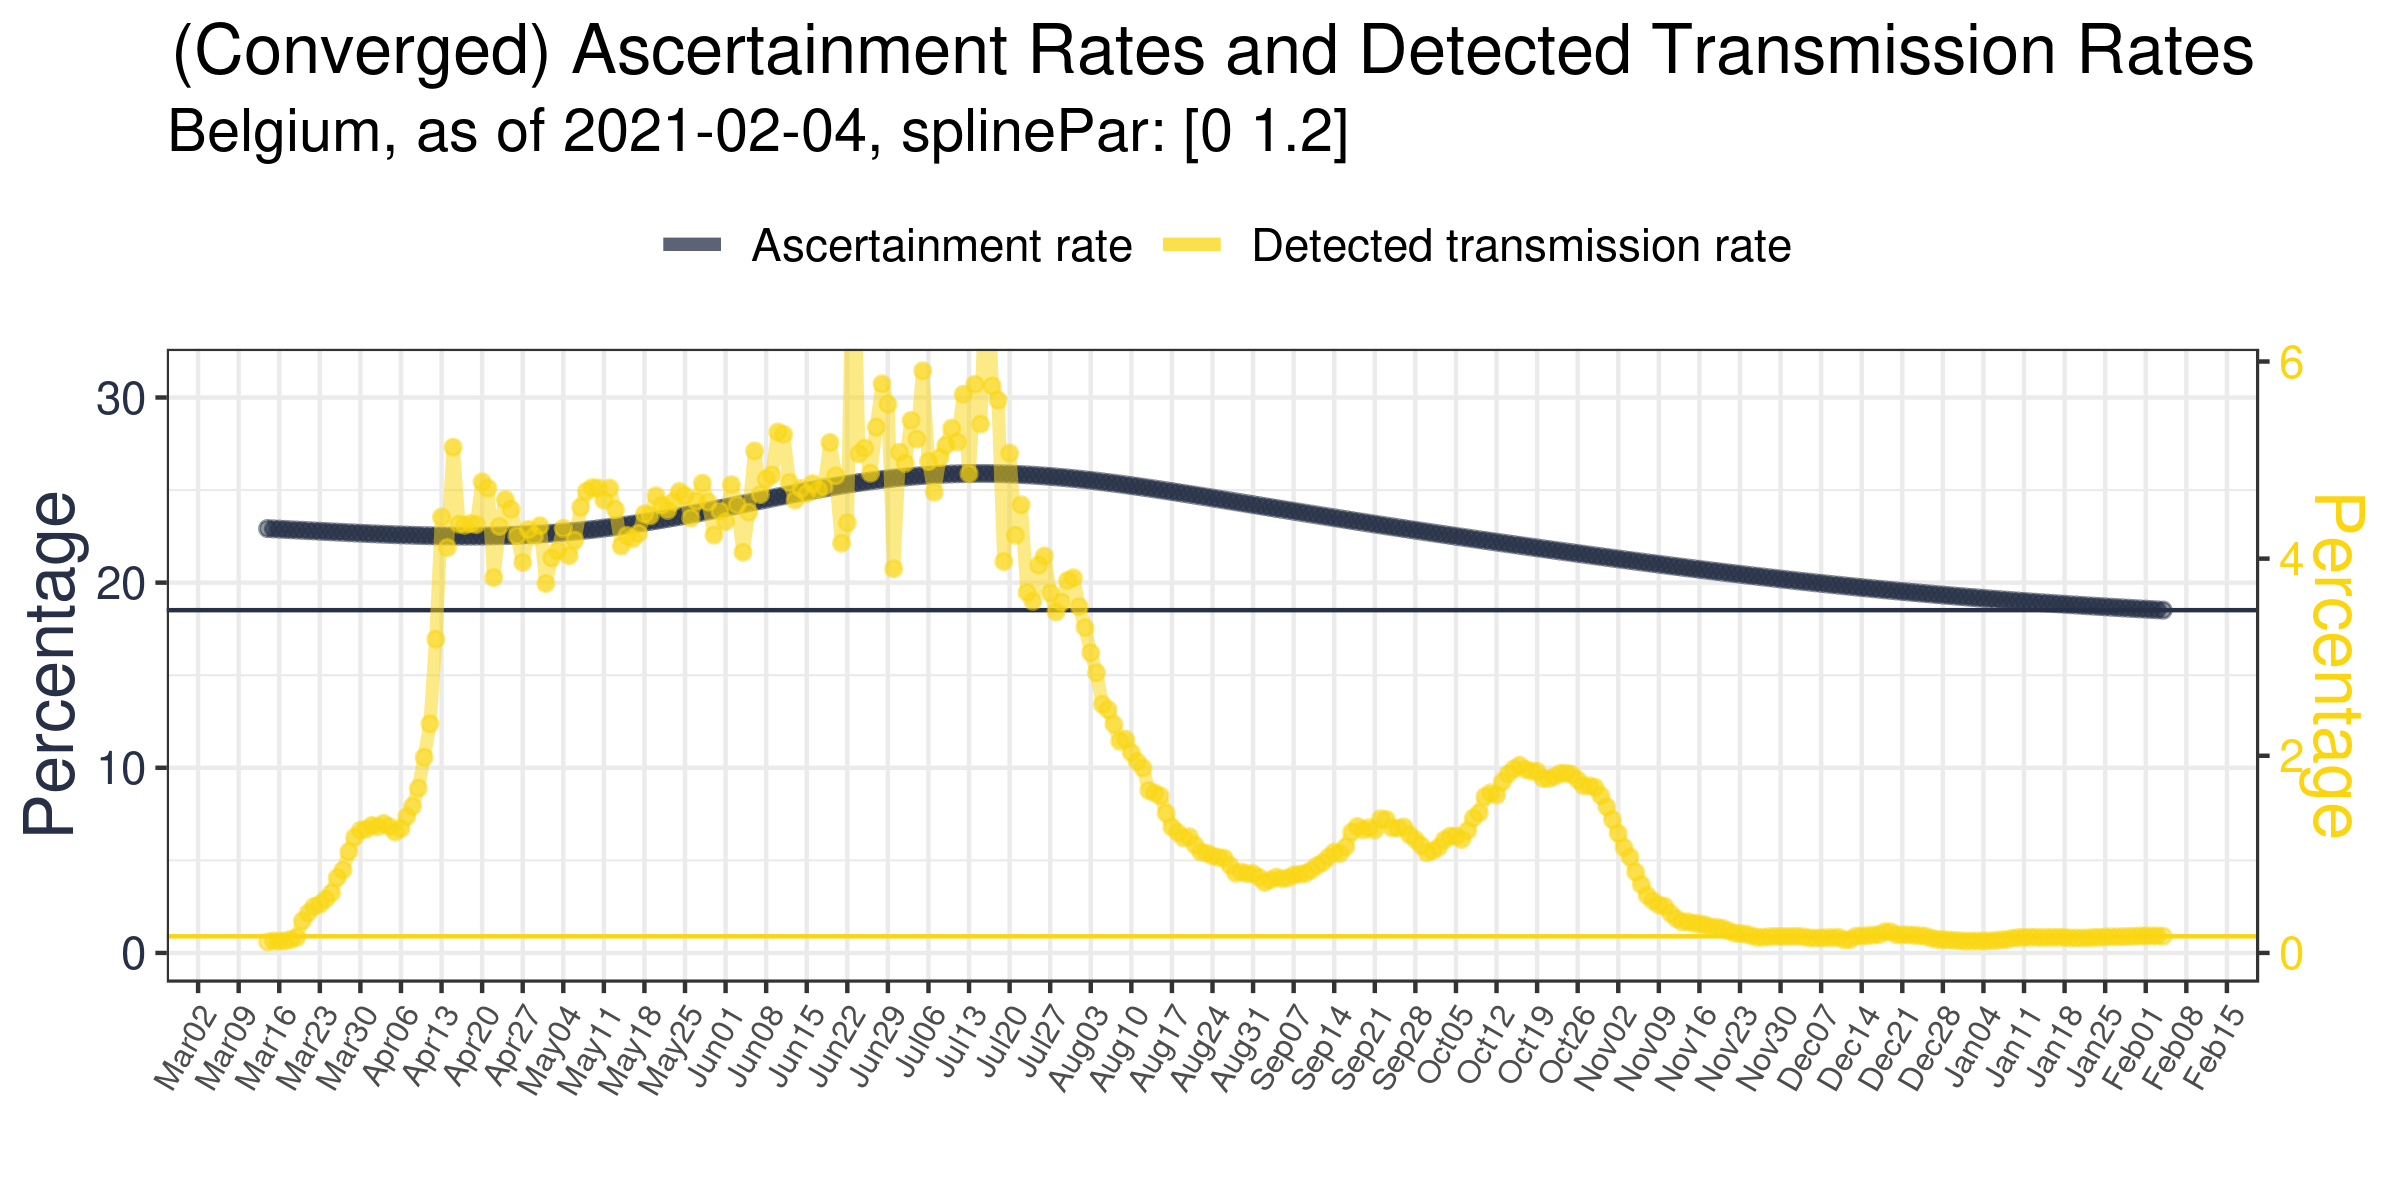 (Converged) Ascertainment Rates and Detected Transmission Rates
Belgium, as of 2021-02-04, splinePar: [0 1.2]
Ascertainment rate Detected transmission rate
Percentage
30
20
10
0
6
4
2
0
Percentage
Mar02 Mar09 Mar16 Mar23 Mar30 Apr06 Apr13 Apr20 Apr27 May04 May11 May18 May25 Jun01 Jun08 Jun15 Jun22 Jun29 Jul06 Jul13 Jul20 Jul27 Aug03 Aug10 Aug17 Aug24 Aug31 Sep07 Sep14 Sep21 Sep28 Oct05 Oct12 Oct19 Oct26 Nov02 Nov09 Nov16 Nov23 Nov30 Dec07 Dec14 Dec21 Dec28 Jan04 Jan11 Jan18 Jan25 Feb01 Feb08 Feb15